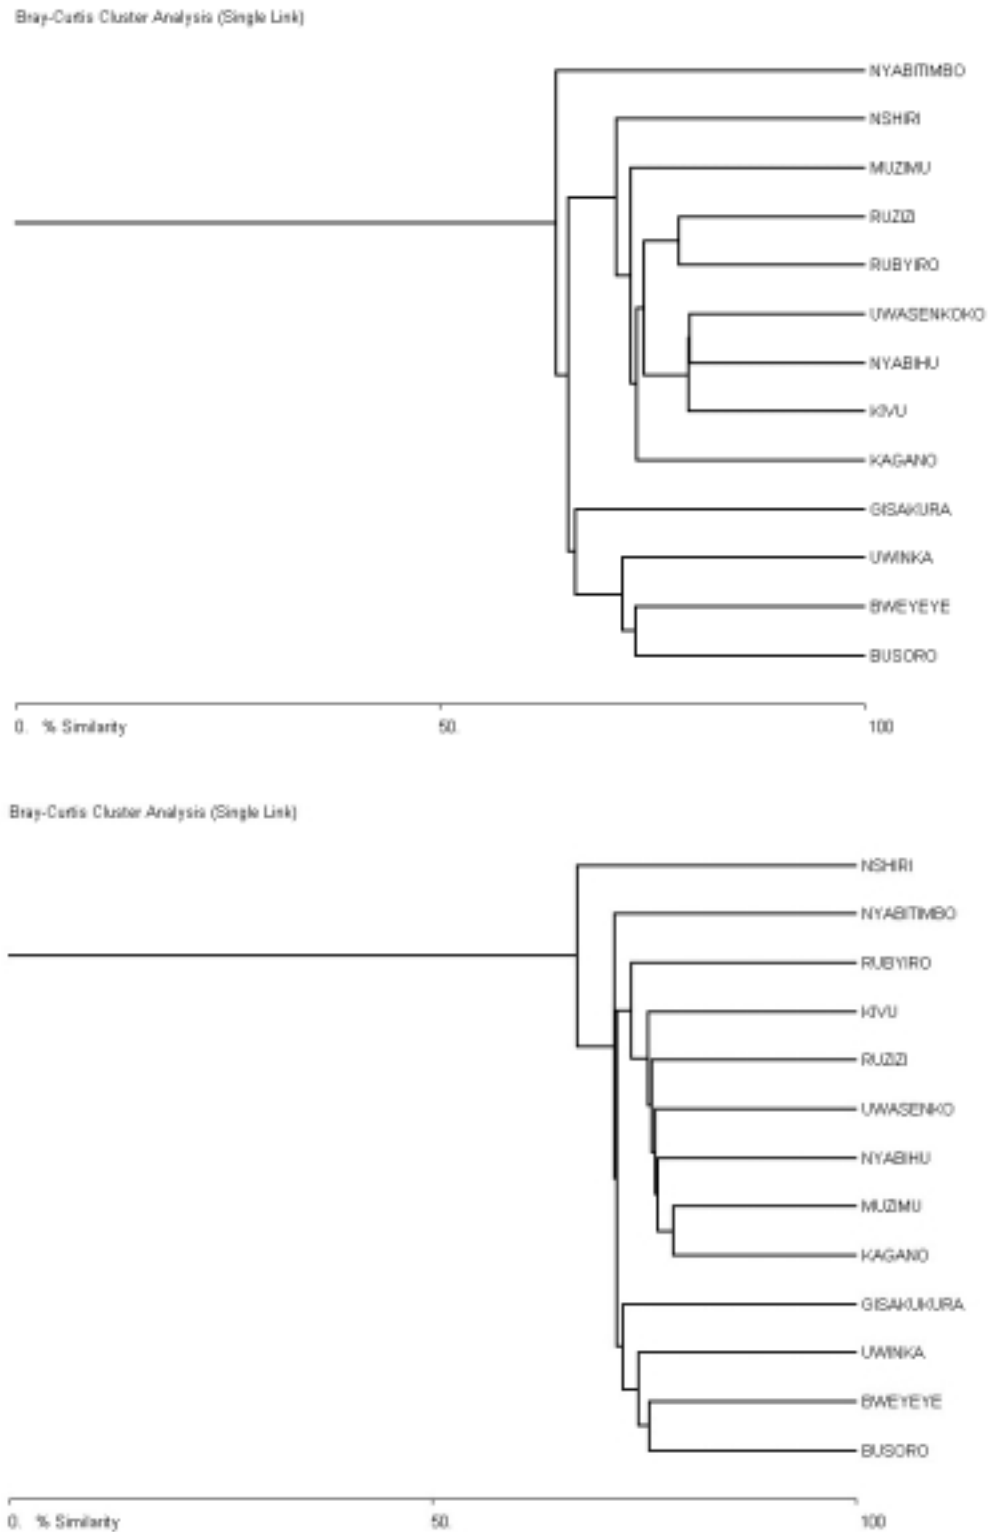 Bray-Curtis Cluster Analysis (Single Link)
NYABITIMBO
NSHIRI
MUZIMU
RUZIZI
RUBYIRO
UWASENKOKO
NYABIHU
KIVU
KAGANO
GISAKURA
UWINKA
BWEYEYE
BUSORO
0. % Similarity 50. 100
Bray-Curtis Cluster Analysis (Single Link)
NSHIRI
NYABITIMBO
RUBYIRO
KIVU
RUZIZI
UWASENKO
NYABIHU
MUZIMU
KAGANO
GISAKUKURA
UWINKA
BWEYEYE
BUSORO
0. % Similarity 50. 100